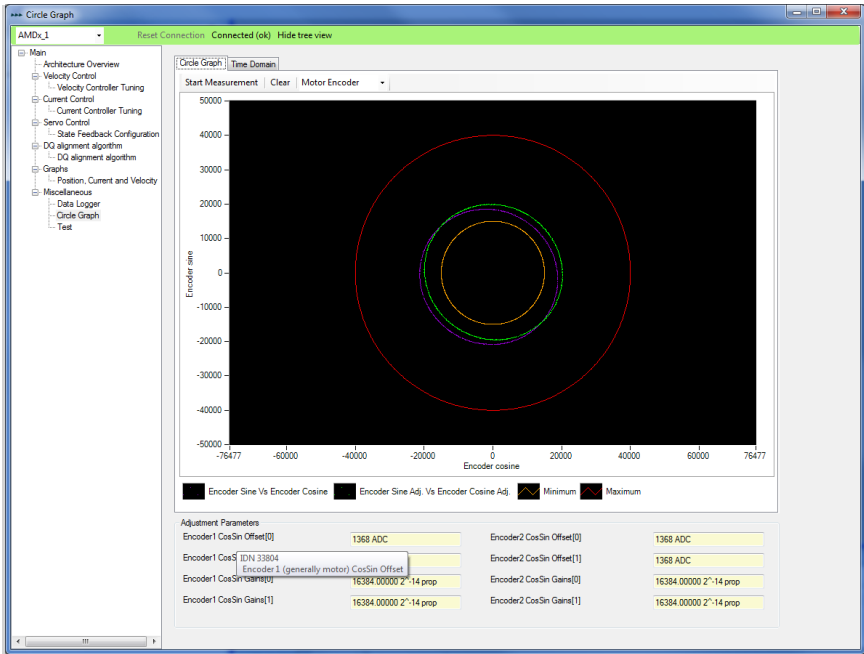 Circle Graph
AMDx_1 Reset Connection Connected (ok) Hide tree view
Main
Architecture Overview
Velocity Control
Velocity Controller Tuning
Current Control
Current Controller Tuning
Servo Control
State Feedback Configuration
DQ alignment algorithm
DQ alignment algorithm
Graphs
Position, Current and Velocity
Miscellaneous
Data Logger
Circle Graph
Test
Circle Graph Time Domain
Start Measurement Clear Motor Encoder
50000
40000
30000
20000
10000
0
-10000
-20000
-30000
-40000
-50000
Encoder sine
-76477 -60000 -40000 -20000 0 20000 40000 60000 76477
Encoder cosine
Encoder Sine Vs Encoder Cosine Encoder Sine Adj. Vs Encoder Cosine Adj. Minimum Maximum
Adjustment Parameters
Encoder1 CosSin Offset[0] 1368 ADC Encoder2 CosSin Offset[0] 1368 ADC
Encoder1 CosS Encoder2 CosSin Offset[1] 1368 ADC
IDN 33804
Encoder 1 (generally motor) CosSin Offset
Encoder1 CosSin Gains[0] 16384.00000 2^-14 prop Encoder2 CosSin Gains[0] 16384.00000 2^-14 prop
Encoder1 CosSin Gains[1] 16384.00000 2^-14 prop Encoder2 CosSin Gains[1] 16384.00000 2^-14 prop